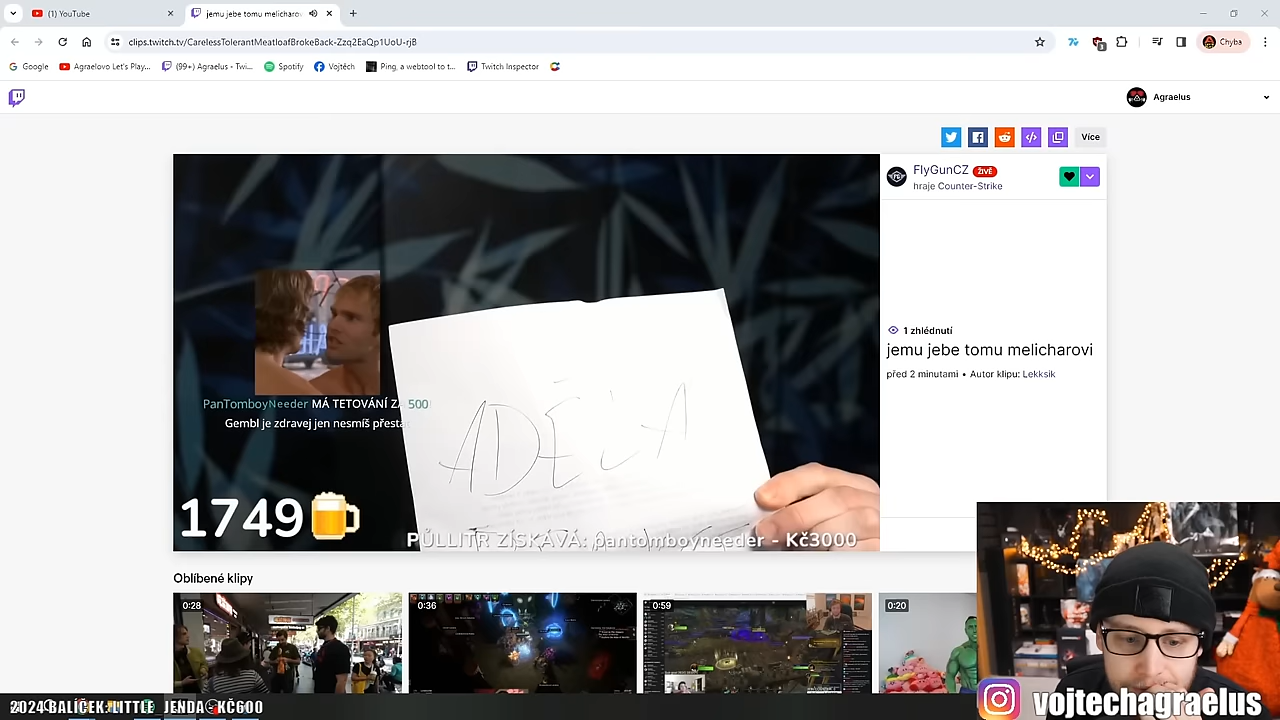 (1) YouTube
jemu jebe tomu melicharov
clips.twitch.tv/CarelessTolerantMeatloafBrokeBack-Zzq2EaQp1UoU-rjB
Chyba
Google
Agraelovo Let's Play...
(99+) Agraelus - Twi...
Spotify
Vojtěch
Ping, a webtool to t...
Twitch Inspector
Agraelus
Více
FlyGunCZ ŽIVĚ
hraje Counter-Strike
1 zhlédnutí
jemu jebe tomu melicharovi
před 2 minutami • Autor klipu: Lekksik
PanTomboyNeeder MÁ TETOVÁNÍ ZA 500
Gembl je zdravej jen nesmíš přestat
ADÉLA
1749
PŮLLITR ZÍSKÁVÁ: pantomboyneeder - Kč3000
Oblíbené klipy
0:28
0:36
0:59
0:20
2024 BALÍČEK: LITTLE_JENDA - KČ600
vojtechagraelus